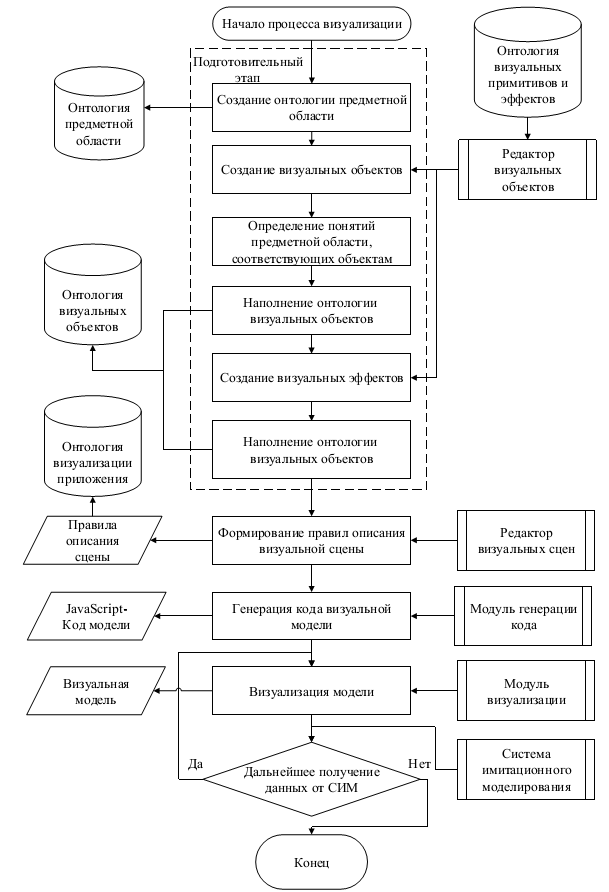 Начало процесса визуализации
Онтология
визуальных
примитивов и
эффектов
Подготовительный
этап
Онтология
предметной
области
Создание онтологии предметной
области
Создание визуальных объектов
Редактор
визуальных
объектов
Определение понятий
предметной области,
соответствующих объектам
Онтология
визуальных
объектов
Наполнение онтологии
визуальных объектов
Создание визуальных эффектов
Онтология
визуализации
приложения
Наполнение онтологии
визуальных объектов
Правила
описания
сцены
Формирование правил описания
визуальной сцены
Редактор
визуальных сцен
JavaScript-
Код модели
Генерация кода визуальной
модели
Модуль генерации
кода
Визуальная
модель
Визуализация модели
Модуль
визуализации
Да
Дальнейшее получение
данных от СИМ
Нет
Система
имитационного
моделирования
Конец